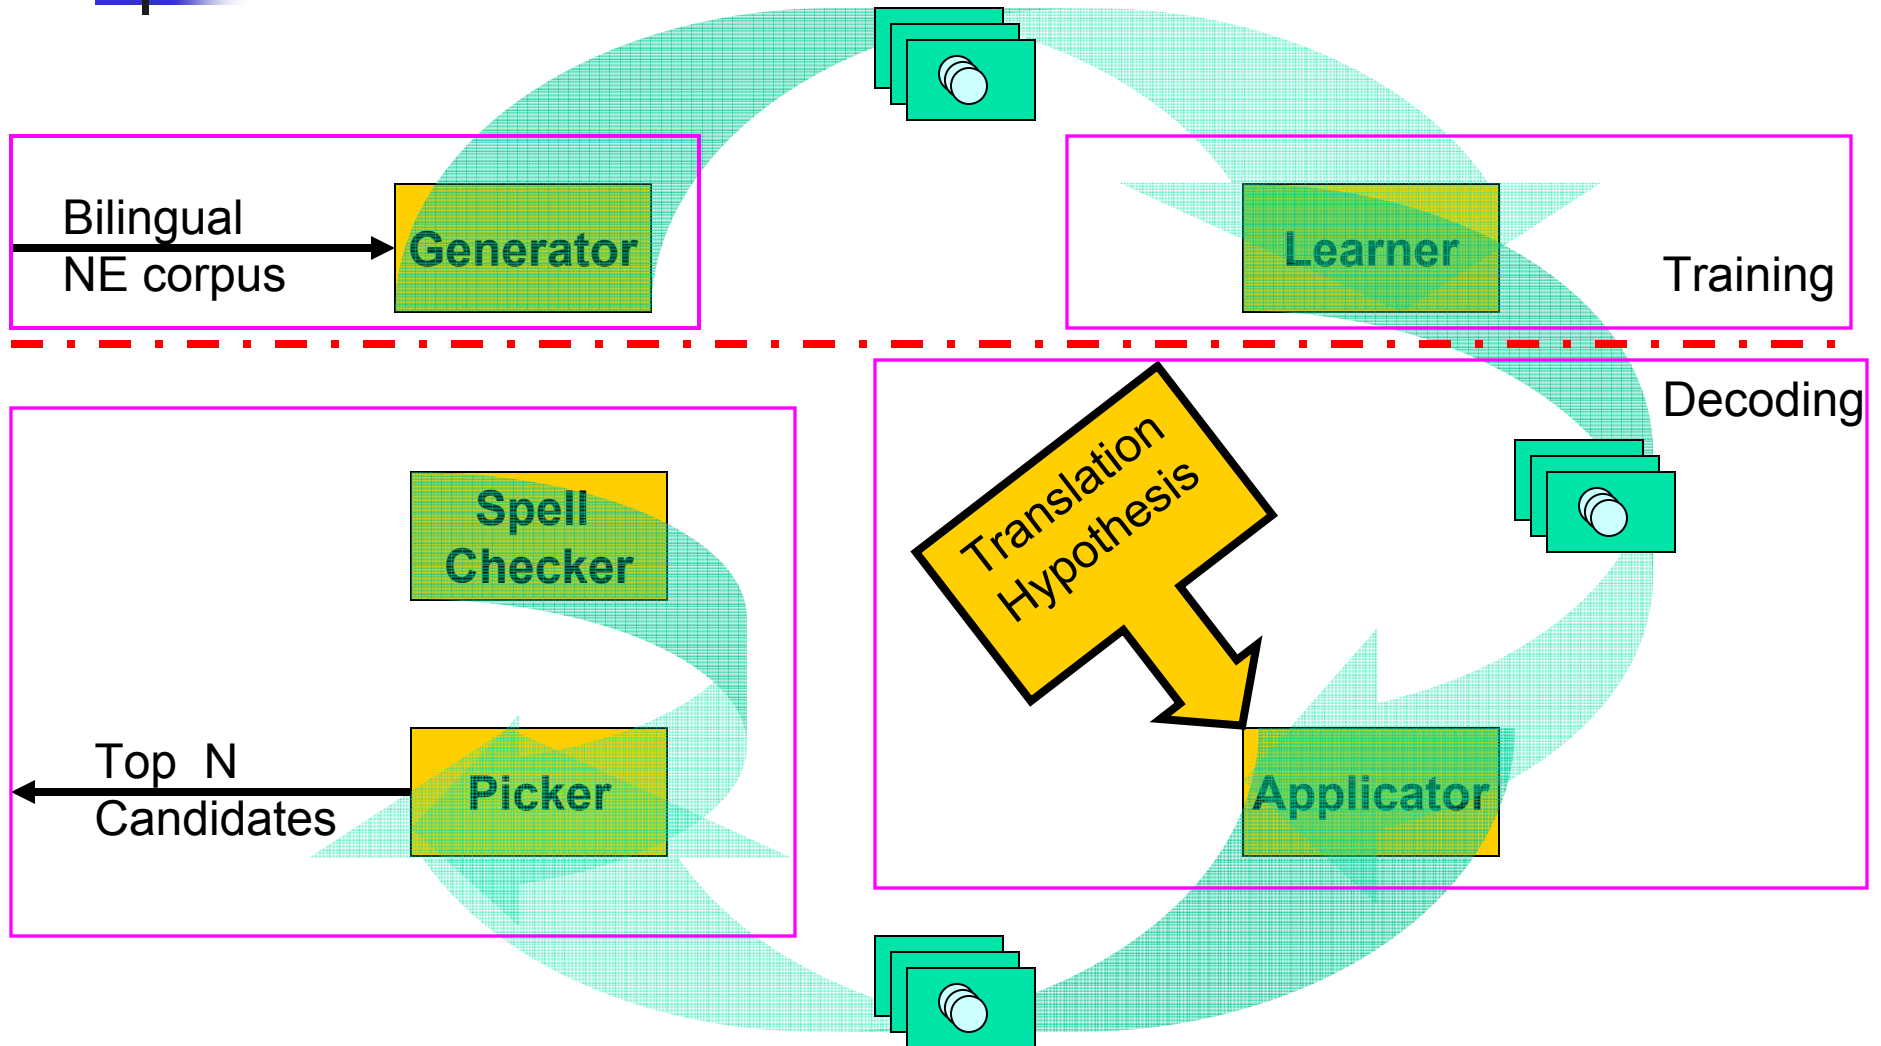 Bilingual
NE corpus
Generator
Learner
Training
Decoding
Translation
Hypothesis
Spell
Checker
Top N
Candidates
Picker
Applicator